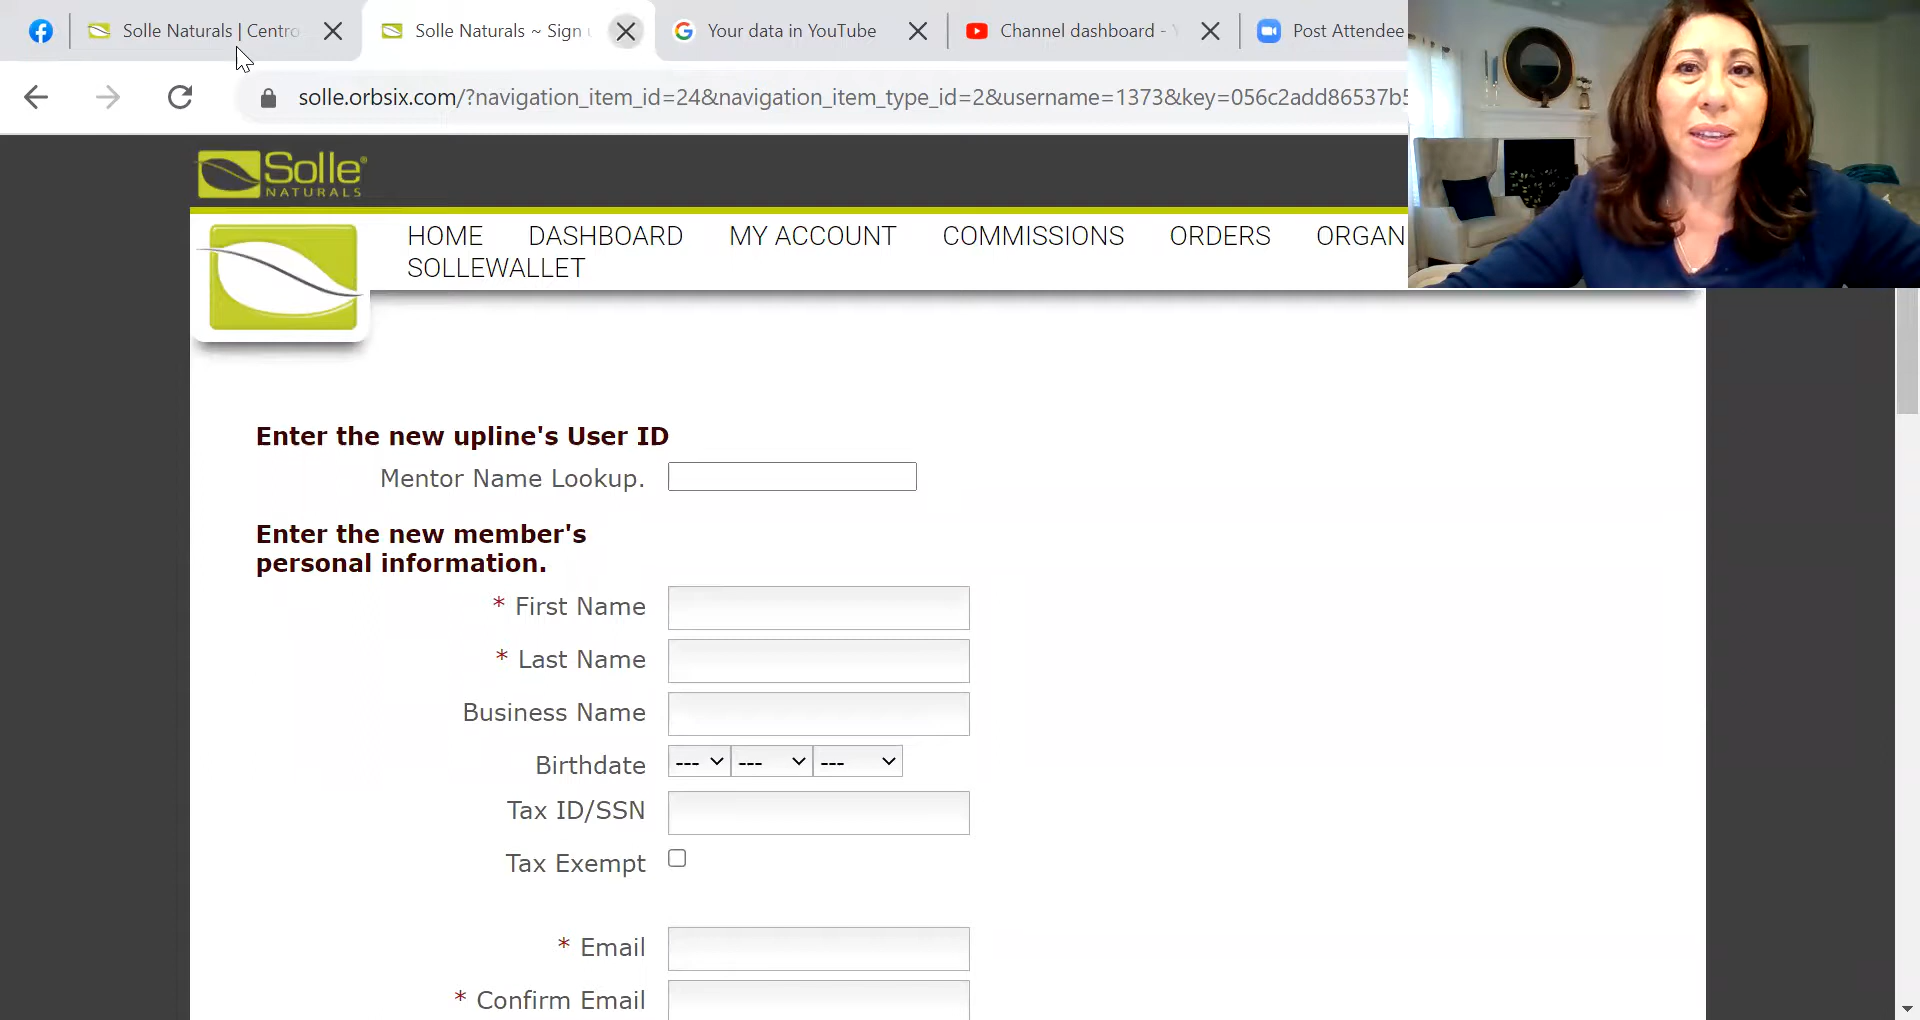 Solle Naturals | Centro
Solle Naturals ~ Sign
Your data in YouTube
Channel dashboard -
Post Attendee
solle.orbsix.com/?navigation_item_id=24&navigation_item_type_id=2&username=1373&key=056c2add86537b5
Solle®
NATURALS
HOME DASHBOARD MY ACCOUNT COMMISSIONS ORDERS ORGAN
SOLLEWALLET
Enter the new upline's User ID
Mentor Name Lookup.
Enter the new member's
personal information.
* First Name
* Last Name
Business Name
Birthdate --- --- ---
Tax ID/SSN
Tax Exempt
* Email
* Confirm Email